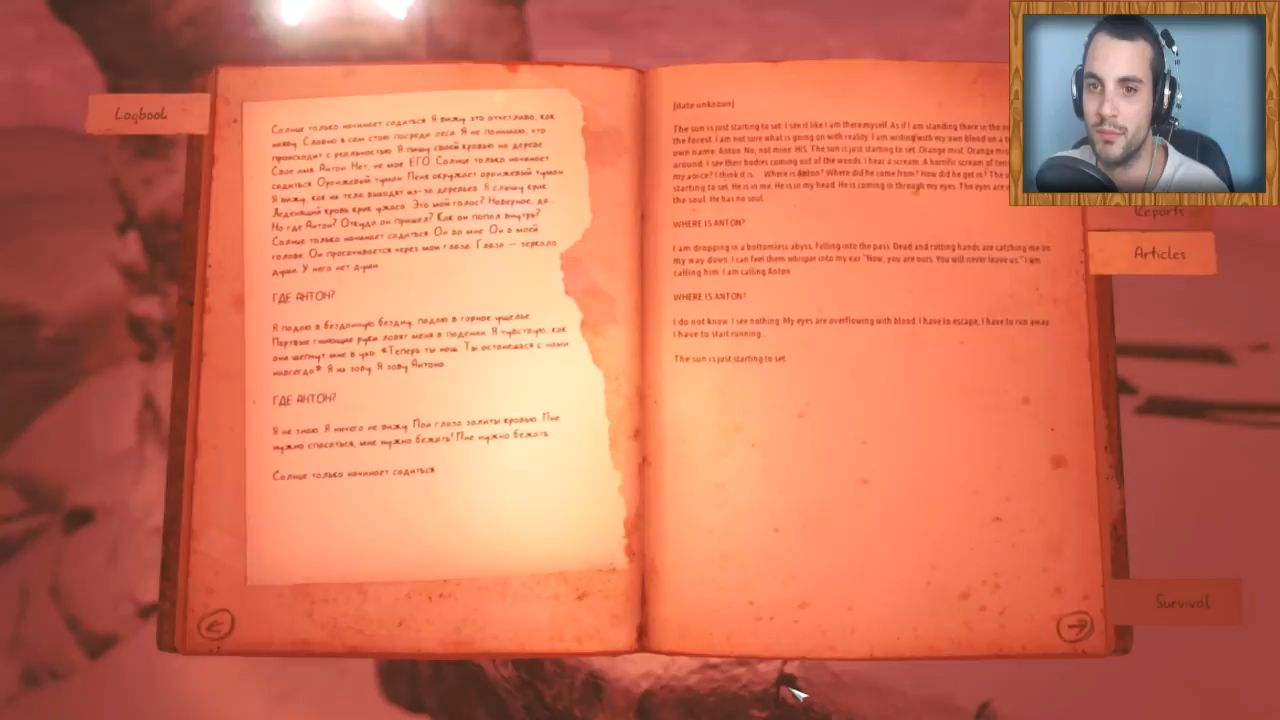 Logbook
Солнце только начинает садиться. Я вижу это отчетливо, как
наяву. Словно я сам стою посреди леса. Я не понимаю, что
происходит с реальностью. Я пишу своей кровью на дереве
Свое имя Антон Нет, не мое ЕГО Солнце только начинает
садиться Оранжевый туман Меня окружает оранжевый туман
Я вижу, как их тела выходят из-за деревьев. Я слышу крик
Леденящий кровь крик ужаса. Это мой голос? Наверное, да
Но где Антон? Откуда он пришел? Как он попал внутрь?
Солнце только начинает садиться Он во мне. Он в моей
голове. Он просачивается через мои глаза. Глаза — зеркало
души. У него нет души
ГДЕ АНТОН?
Я падаю в бездонную бездну, падаю в горное ущелье
Мертвые гниющие руки ловят меня в падении. Я чувствую, как
они шепчут мне в ухо. «Теперь ты наш. Ты останешься с нами
навсегда» Я их зову. Я зову Антона
ГДЕ АНТОН?
Я не знаю. Я ничего не вижу. Мои глаза залиты кровью. Мне
нужно спасаться, мне нужно бежать! Мне нужно бежать
Солнце только начинает садиться
[date unknown]
The sun is just starting to set. I see it like I am there myself. As if I am standing there in the
the forest. I am not sure what is going on with reality. I am writing with my own blood on a
own name. Anton. No, not mine. HIS. The sun is just starting to set. Orange mist. Orange
around. I see their bodies coming out of the woods. I hear a scream. A horrific scream of
my voice? I think it is. Where is Anton? Where did he come from? How did he get in? The
starting to set. He is in me. He is in my head. He is coming in through my eyes. The eyes are
the soul. He has no soul.
WHERE IS ANTON?
I am dropping in a bottomless abyss, falling into the pass. Dead and rotting hands are catching me on
my way down. I can feel them whisper into my ear "Now, you are ours. You will never leave us." I am
calling him. I am calling Anton.
WHERE IS ANTON?
I do not know. I see nothing. My eyes are overflowing with blood. I have to escape, I have to run away.
I have to start running...
The sun is just starting to set.
Reports
Articles
Survival